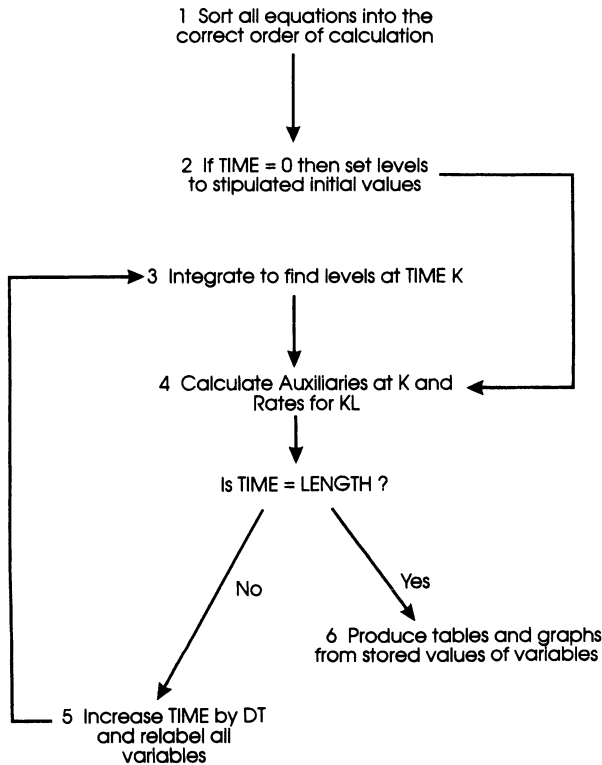 1 Sort all equations into the
correct order of calculation
2 If TIME = 0 then set levels
to stipulated initial values
3 Integrate to find levels at TIME K
4 Calculate Auxiliaries at K and
Rates for KL
Is TIME = LENGTH ?
No
Yes
6 Produce tables and graphs
from stored values of variables
5 Increase TIME by DT
and relabel all
variables